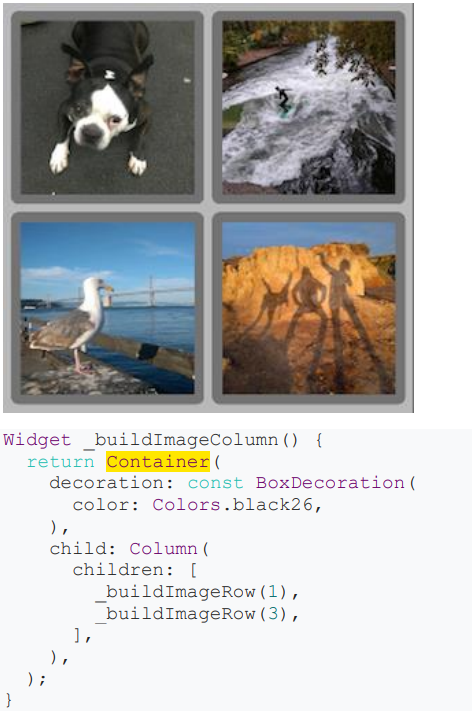 Widget _buildImageColumn() {
  return Container(
    decoration: const BoxDecoration(
      color: Colors.black26,
    ),
    child: Column(
      children: [
        _buildImageRow(1),
        _buildImageRow(3),
      ],
    ),
  );
}